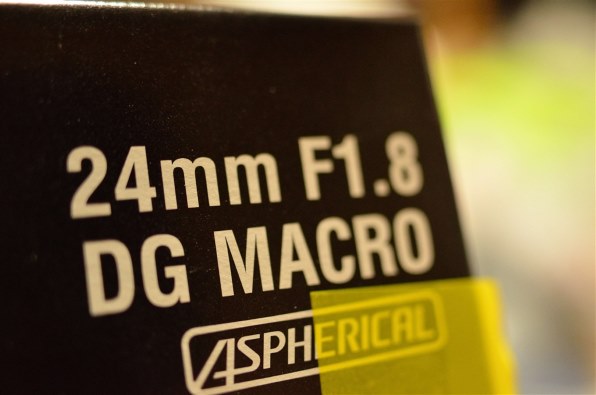 24mm F1.8
DG MACRO
ASPHERICAL